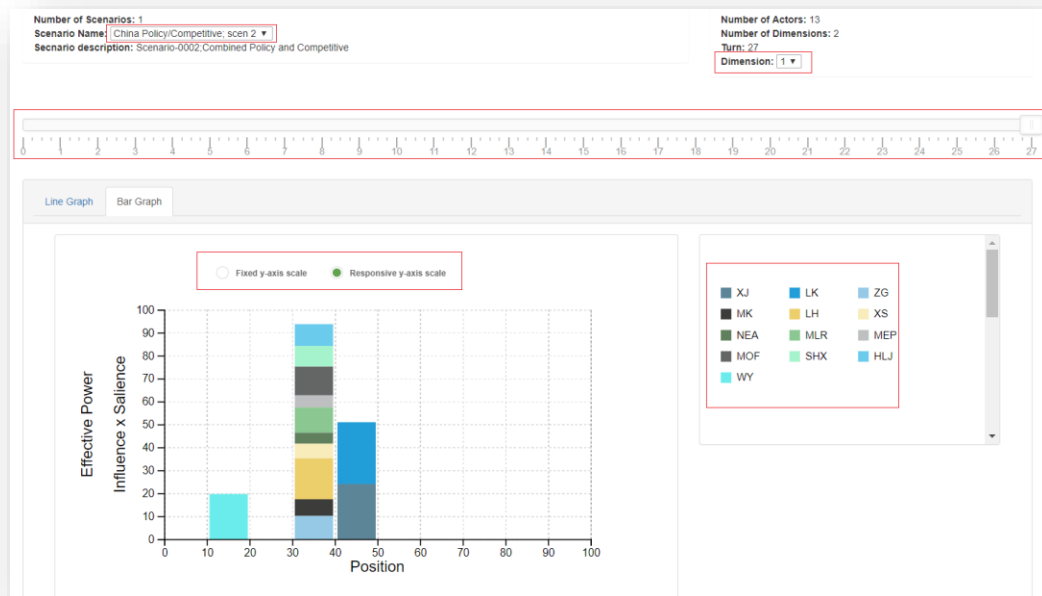 Number of Scenarios: 1
Scenario Name: China Policy/Competitive; scen 2
Secnario description: Scenario-0002,Combined Policy and Competitive
Number of Actors: 13
Number of Dimensions: 2
Turn: 27
Dimension: 1
0 1 2 3 4 5 6 7 8 9 10 11 12 13 14 15 16 17 18 19 20 21 22 23 24 25 26 27
Line Graph Bar Graph
Fixed y-axis scale Responsive y-axis scale
100
90
80
70
60
50
40
30
20
10
0
Effective Power
Influence x Salience
0 10 20 30 40 50 60 70 80 90 100
Position
XJ LK ZG
MK LH XS
NEA MLR MEP
MOF SHX HLJ
WY